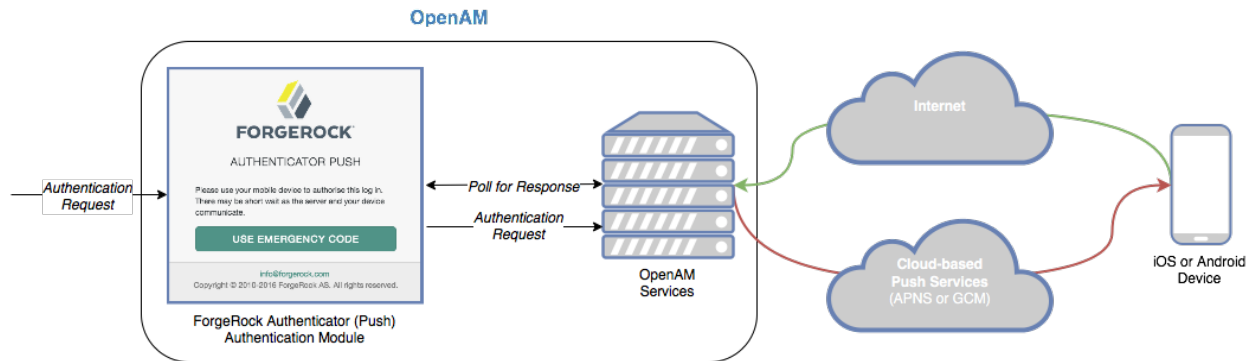 OpenAM
FORGEROCK™
AUTHENTICATOR PUSH
Please use your mobile device to authorise this log in.
There may be short wait as the server and your device
communicate.
USE EMERGENCY CODE
info@forgerock.com
Copyright © 2010-2016 ForgeRock AS. All rights reserved.
ForgeRock Authenticator (Push)
Authentication Module
Authentication
Request
Poll for Response
Authentication
Request
OpenAM
Services
Internet
Cloud-based
Push Services
(APNS or GCM)
iOS or Android
Device